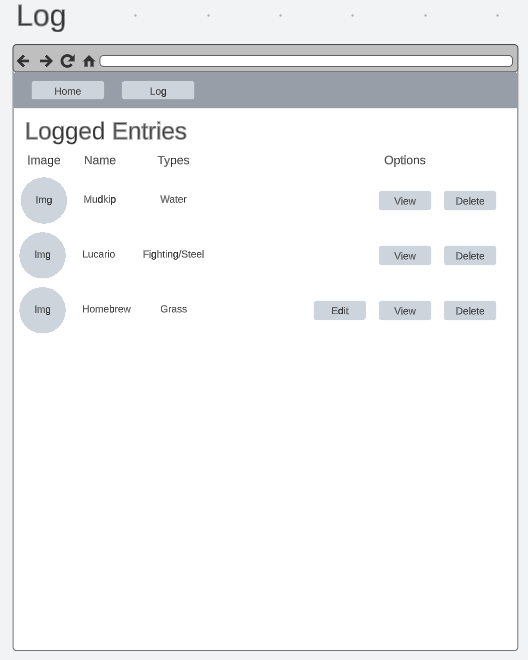 Log
Home Log
Logged Entries
Image Name Types Options
Img Mudkip Water View Delete
Img Lucario Fighting/Steel View Delete
Img Homebrew Grass Edit View Delete